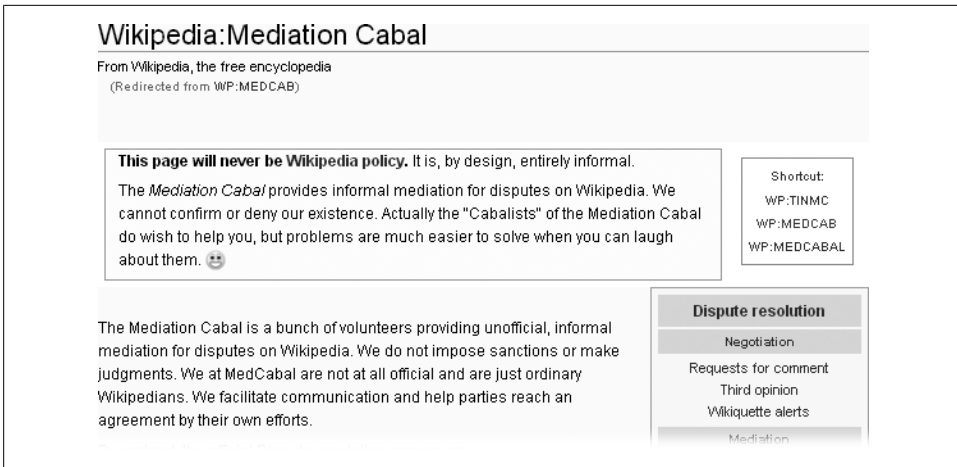 Wikipedia:Mediation Cabal
From Wikipedia, the free encyclopedia
(Redirected from WP:MEDCAB)
This page will never be Wikipedia policy. It is, by design, entirely informal.
The Mediation Cabal provides informal mediation for disputes on Wikipedia. We
cannot confirm or deny our existence. Actually the "Cabalists" of the Mediation Cabal
do wish to help you, but problems are much easier to solve when you can laugh
about them.
Shortcut:
WP:TINMC
WP:MEDCAB
WP:MEDCABAL
The Mediation Cabal is a bunch of volunteers providing unofficial, informal
mediation for disputes on Wikipedia. We do not impose sanctions or make
judgments. We at MedCabal are not at all official and are just ordinary
Wikipedians. We facilitate communication and help parties reach an
agreement by their own efforts.
Dispute resolution
Negotiation
Requests for comment
Third opinion
Wikiquette alerts
Mediation